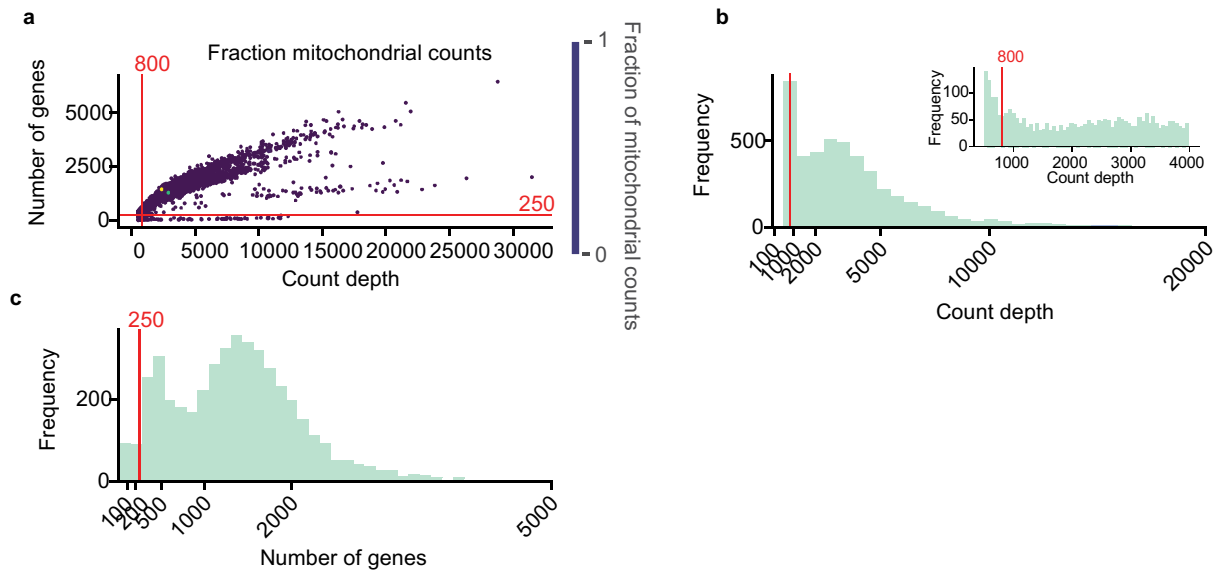 a
Fraction mitochondrial counts
800
Number of genes
5000
2500
0
250
0 5000 10000 15000 20000 25000 30000
Count depth
1
0
Fraction of mitochondrial counts
b
Frequency
500
0
100 1000 2000 5000 10000 20000
Count depth
800
Frequency
100
50
0
1000 2000 3000 4000
Count depth
c
250
Frequency
200
0
100 200 500 1000 2000 5000
Number of genes